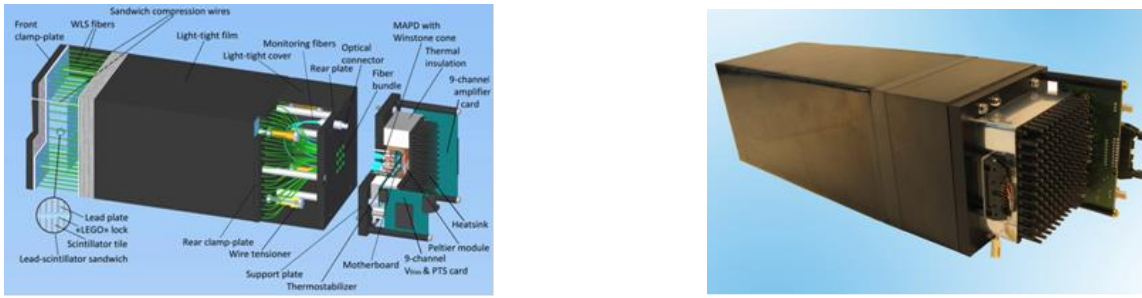 Sandwich compression wires
Front
clamp-plate
WLS fibers
Light-tight film
Light-tight cover
Monitoring fibers
Rear plate
Optical
connector
Fiber
bundle
MAPD with
Winstone cone
Thermal
insulation
9-channel
amplifier
card
Lead plate
«LEGO» lock
Scintillator tile
Lead-scintillator sandwich
Rear clamp-plate
Wire tensioner
Support plate
Thermostabilizer
Motherboard
9-channel
Vbias & PTS card
Peltier module
Heatsink